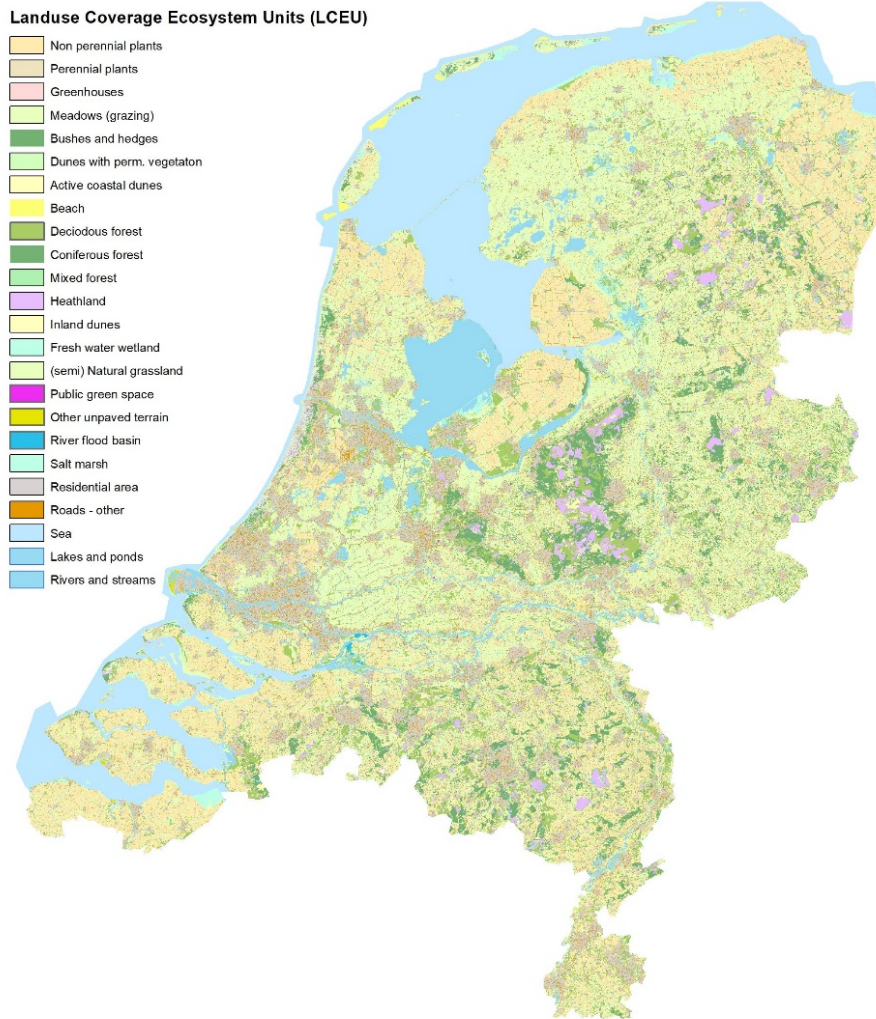 Landuse Coverage Ecosystem Units (LCEU)
Non perennial plants
Perennial plants
Greenhouses
Meadows (grazing)
Bushes and hedges
Dunes with perm. vegetaton
Active coastal dunes
Beach
Deciodous forest
Coniferous forest
Mixed forest
Heathland
Inland dunes
Fresh water wetland
(semi) Natural grassland
Public green space
Other unpaved terrain
River flood basin
Salt marsh
Residential area
Roads - other
Sea
Lakes and ponds
Rivers and streams